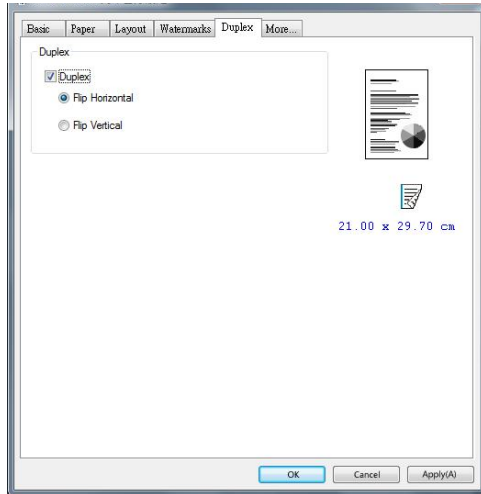 Basic Paper Layout Watermarks Duplex More...
Duplex
Duplex
Flip Horizontal
Flip Vertical
21.00 x 29.70 cm
OK Cancel Apply(A)